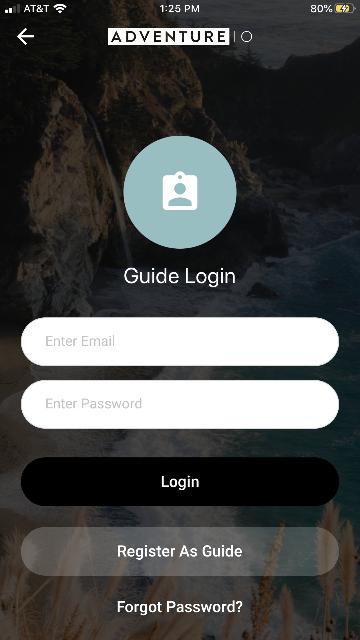 AT&T 1:25 PM 80%
ADVENTURE | O
Guide Login
Enter Email
Enter Password
Login
Register As Guide
Forgot Password?